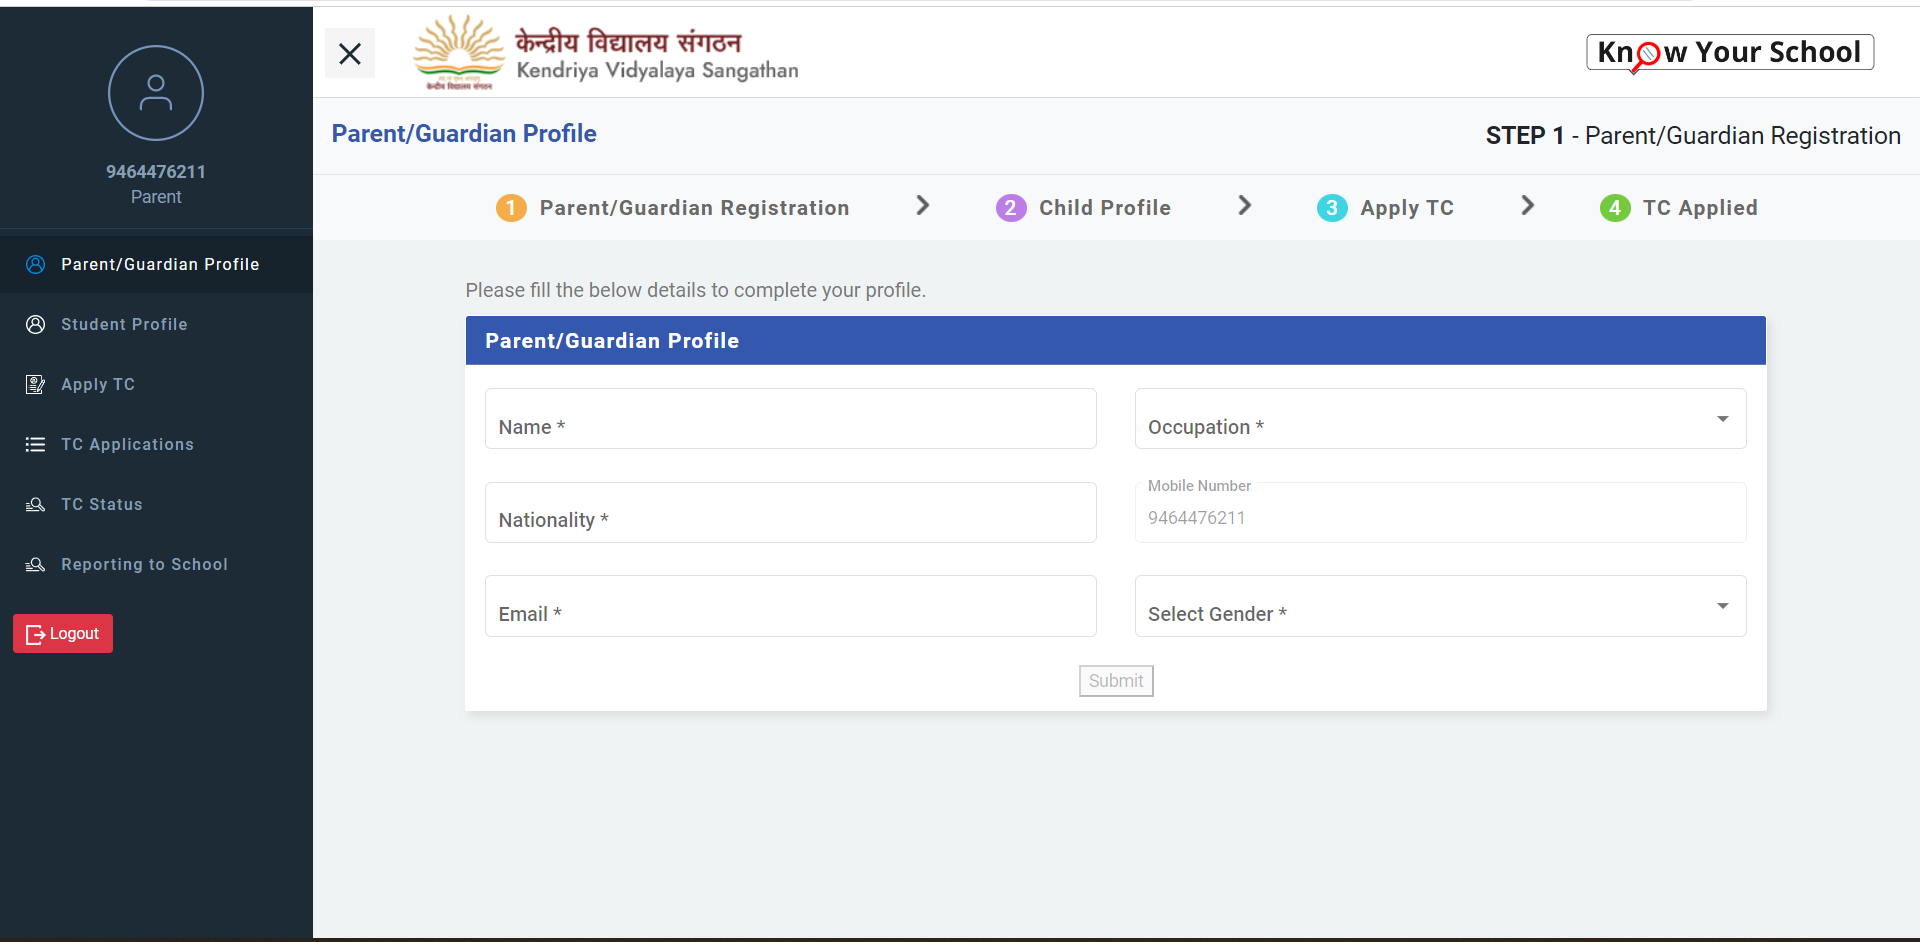 9464476211
Parent
Parent/Guardian Profile
Student Profile
Apply TC
TC Applications
TC Status
Reporting to School
Logout
केन्द्रीय विद्यालय संगठन
Kendriya Vidyalaya Sangathan
केन्द्रीय विद्यालय संगठन
Know Your School
Parent/Guardian Profile
STEP 1 - Parent/Guardian Registration
1 Parent/Guardian Registration
2 Child Profile
3 Apply TC
4 TC Applied
Please fill the below details to complete your profile.
Parent/Guardian Profile
Name *
Occupation *
Nationality *
Mobile Number
9464476211
Email *
Select Gender *
Submit